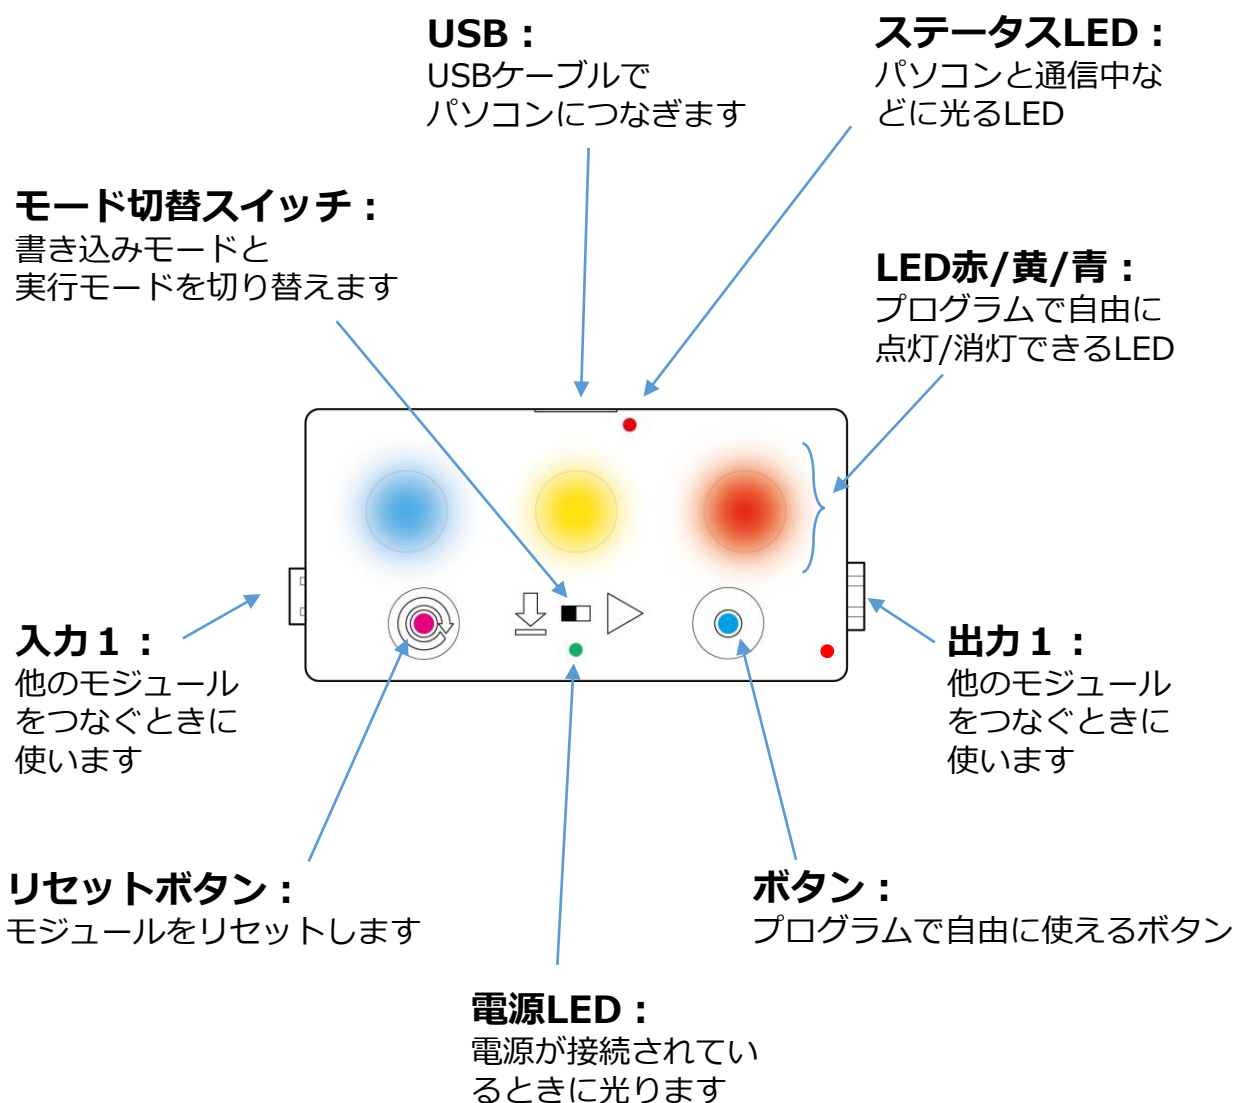 USB：
USBケーブルで
パソコンにつなぎます
ステータスLED：
パソコンと通信中な
どに光るLED
モード切替スイッチ：
書き込みモードと
実行モードを切り替えます
LED赤/黄/青：
プログラムで自由に
点灯/消灯できるLED
入力１：
他のモジュール
をつなぐときに
使います
出力１：
他のモジュール
をつなぐときに
使います
リセットボタン：
モジュールをリセットします
ボタン：
プログラムで自由に使えるボタン
電源LED：
電源が接続されてい
るときに光ります